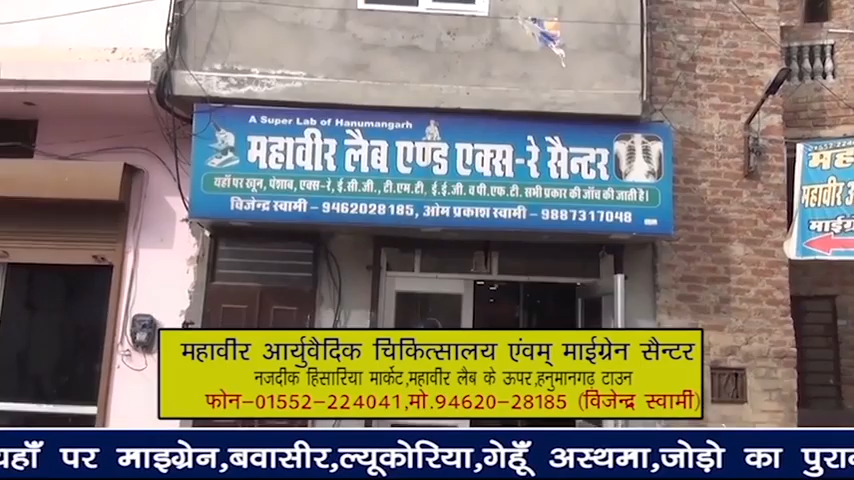 A Super Lab of Hanumangarh
महावीर लैब एण्ड एक्स-रे सैन्टर
यहाँ पर खून, पेशाब, एक्स-रे, ई.सी.जी., टी.एम.टी., ई.ई.जी. व पी.एफ.टी. सभी प्रकार की जाँच की जाती है।
विजेन्द्र स्वामी - 9462028185, ओम प्रकाश स्वामी - 9887317048
महावीर
माईग्रेन
महावीर आर्युवैदिक चिकित्सालय एंवम् माईग्रेन सैन्टर
नजदीक हिसारिया मार्केट,महावीर लैब के ऊपर,हनुमानगढ़ टाउन
फोन-01552-224041,मो.94620-28185 (विजेन्द्र स्वामी)
यहाँ पर माइग्रेन,बवासीर,ल्यूकोरिया,गेहूँ अस्थमा,जोड़ो का